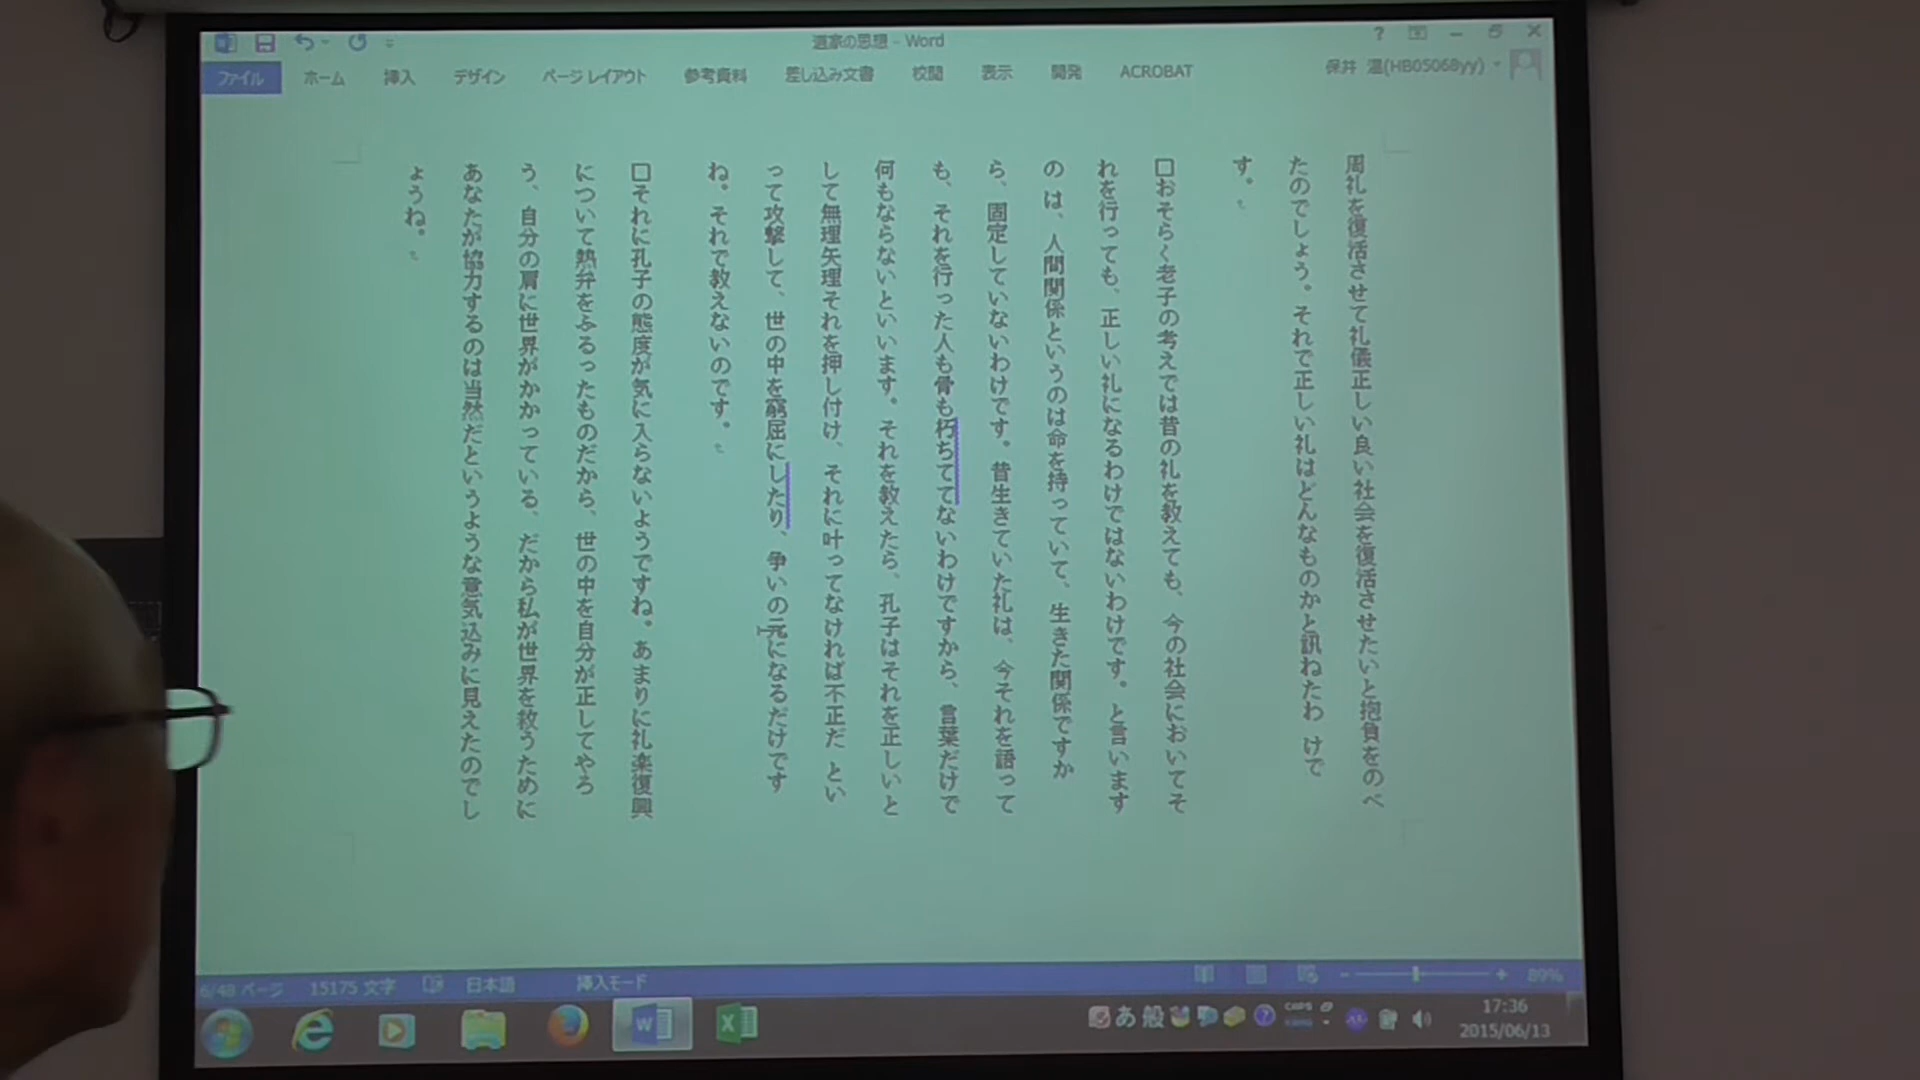 道家の思想 - Word
ファイル ホーム 挿入 デザイン ページ レイアウト 参考資料 差し込み文書 校閲 表示 開発 ACROBAT
保井 温(HB05068yy)
周礼を復活させて礼儀正しい良い社会を復活させたいと抱負をのべ
たのでしょう。それで正しい礼はどんなものかと訊ねたわ けで
す。
□おそらく老子の考えでは昔の礼を教えても、今の社会においてそ
れを行っても、正しい礼になるわけではないわけです。と言います
の は、人間関係というのは命を持っていて、生きた関係ですか
ら、固定していないわけです。昔生きていた礼は、今それを語って
も、それを行った人も骨も朽ちててないわけですから、言葉だけで
何もならないといいます。それを教えたら、孔子はそれを正しいと
して無理矢理それを押し付け、それに叶ってなければ不正だ とい
って攻撃して、世の中を窮屈にしたり、争いの元になるだけです
ね。それで教えないのです。
□それに孔子の態度が気に入らないようですね。あまりに礼楽復興
について熱弁をふるったものだから、世の中を自分が正してやろ
う、自分の肩に世界がかかっている、だから私が世界を救うために
あなたが協力するのは当然だというような意気込みに見えたのでし
ょうね。
6/48 ページ 15175 文字 日本語 挿入モード 89%
あ 般 CAPS KANA
17:36
2015/06/13